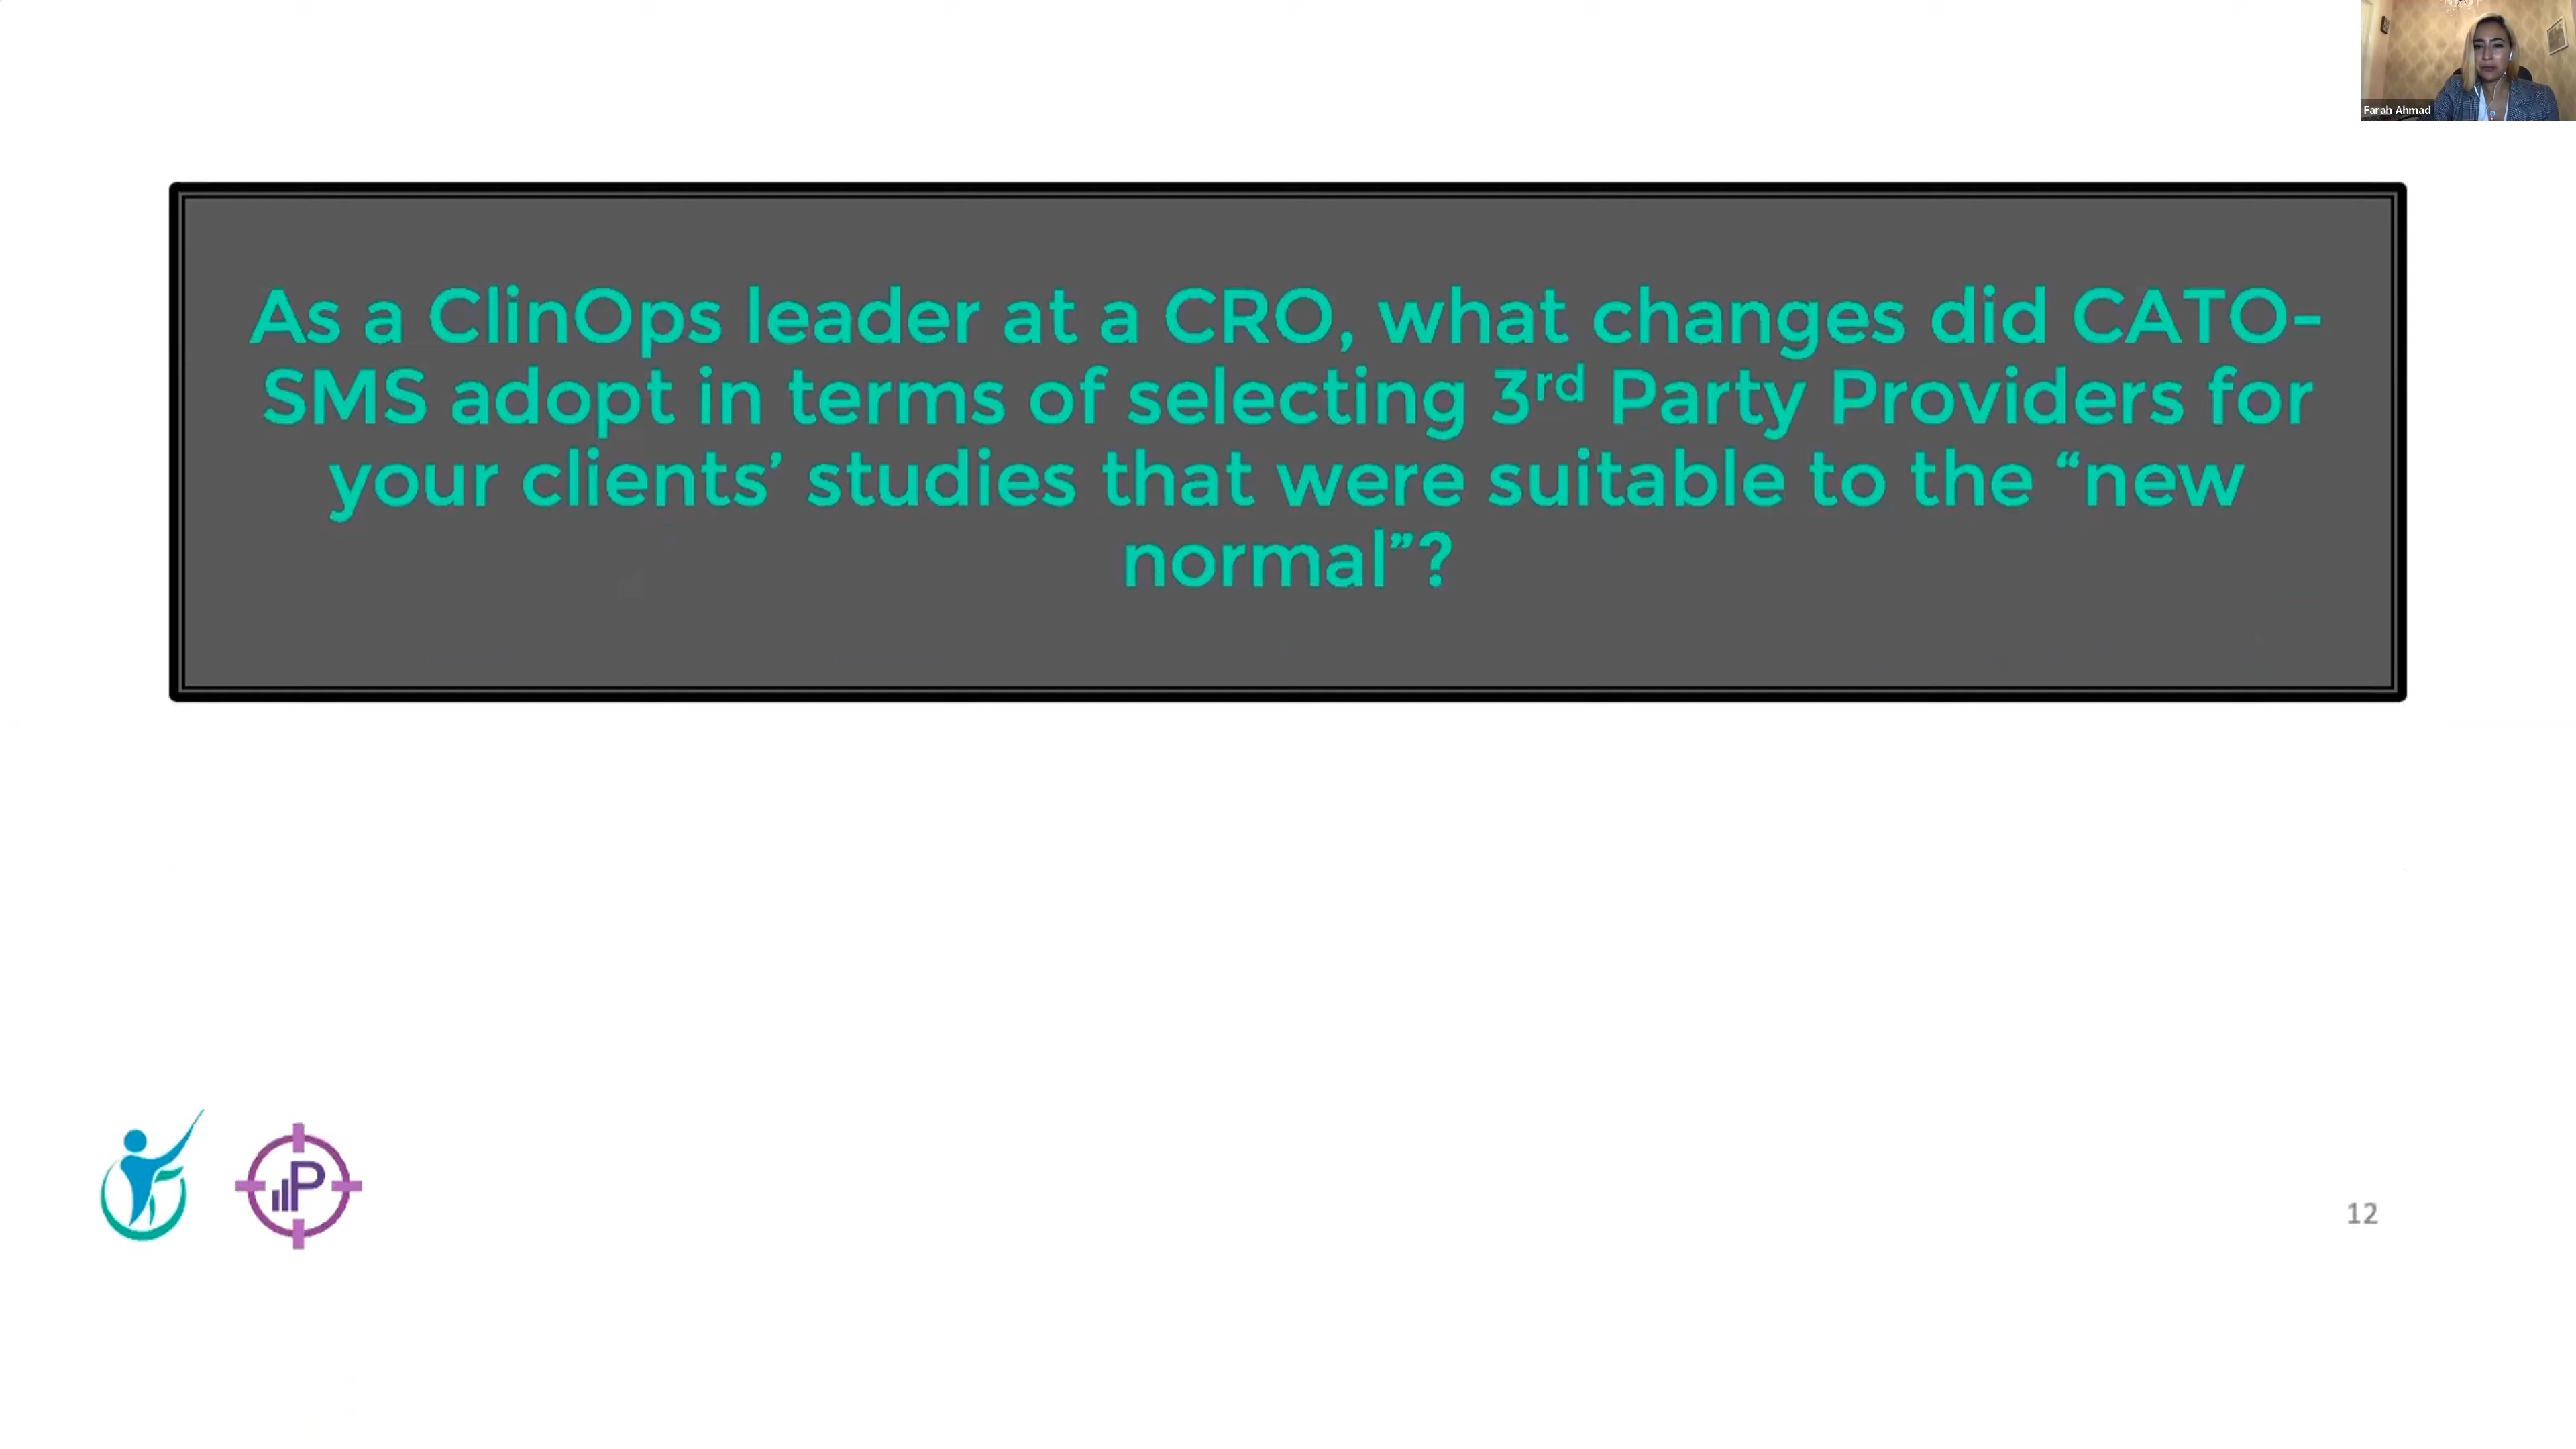 Farah Ahmad
As a ClinOps leader at a CRO, what changes did CATO-
SMS adopt in terms of selecting 3rd Party Providers for
your clients’ studies that were suitable to the “new
normal”?
P
12